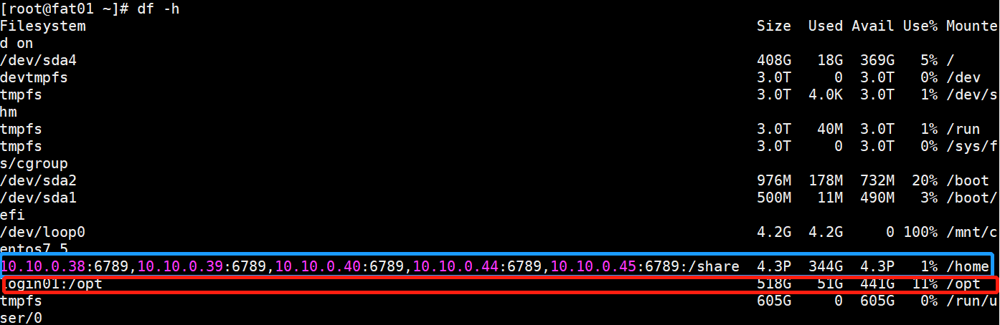 [root@fat01 ~]# df -h
Filesystem Size Used Avail Use% Mounte
d on
/dev/sda4 408G 18G 369G 5% /
devtmpfs 3.0T 0 3.0T 0% /dev
tmpfs 3.0T 4.0K 3.0T 1% /dev/s
hm
tmpfs 3.0T 40M 3.0T 1% /run
tmpfs 3.0T 0 3.0T 0% /sys/f
s/cgroup
/dev/sda2 976M 178M 732M 20% /boot
/dev/sda1 500M 11M 490M 3% /boot/
efi
/dev/loop0 4.2G 4.2G 0 100% /mnt/c
entos7.5
10.10.0.38:6789,10.10.0.39:6789,10.10.0.40:6789,10.10.0.44:6789,10.10.0.45:6789:/share 4.3P 344G 4.3P 1% /home
login01:/opt 518G 51G 441G 11% /opt
tmpfs 605G 0 605G 0% /run/u
ser/0